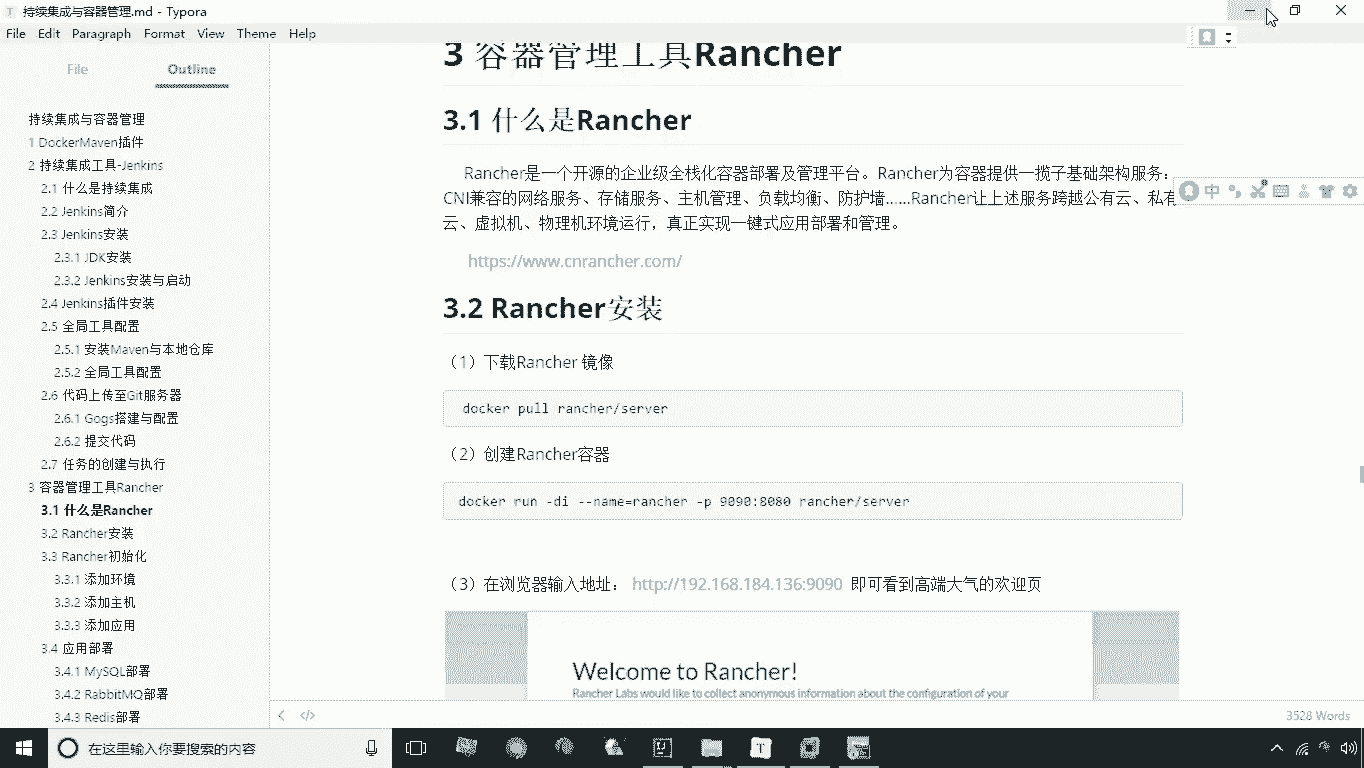 持续集成与容器管理.md - Typora
File Edit Paragraph Format View Theme Help
File Outline
持续集成与容器管理
1 DockerMaven插件
2 持续集成工具-Jenkins
2.1 什么是持续集成
2.2 Jenkins简介
2.3 Jenkins安装
2.3.1 JDK安装
2.3.2 Jenkins安装与启动
2.4 Jenkins插件安装
2.5 全局工具配置
2.5.1 安装Maven与本地仓库
2.5.2 全局工具配置
2.6 代码上传至Git服务器
2.6.1 Gogs搭建与配置
2.6.2 提交代码
2.7 任务的创建与执行
3 容器管理工具Rancher
3.1 什么是Rancher
3.2 Rancher安装
3.3 Rancher初始化
3.3.1 添加环境
3.3.2 添加主机
3.3.3 添加应用
3.4 应用部署
3.4.1 MySQL部署
3.4.2 RabbitMQ部署
3.4.3 Redis部署
3 容器管理工具Rancher
3.1 什么是Rancher
Rancher是一个开源的企业级全栈化容器部署及管理平台。Rancher为容器提供一揽子基础架构服务：
CNI兼容的网络服务、存储服务、主机管理、负载均衡、防护墙......Rancher让上述服务跨越公有云、私有
云、虚拟机、物理机环境运行，真正实现一键式应用部署和管理。
https://www.cnrancher.com/
3.2 Rancher安装
（1）下载Rancher 镜像
docker pull rancher/server
（2）创建Rancher容器
docker run -di --name=rancher -p 9090:8080 rancher/server
（3）在浏览器输入地址： http://192.168.184.136:9090 即可看到高端大气的欢迎页
Welcome to Rancher!
Rancher Labs would like to collect anonymous information about the configuration of your
中
3528 Words
在这里输入你要搜索的内容